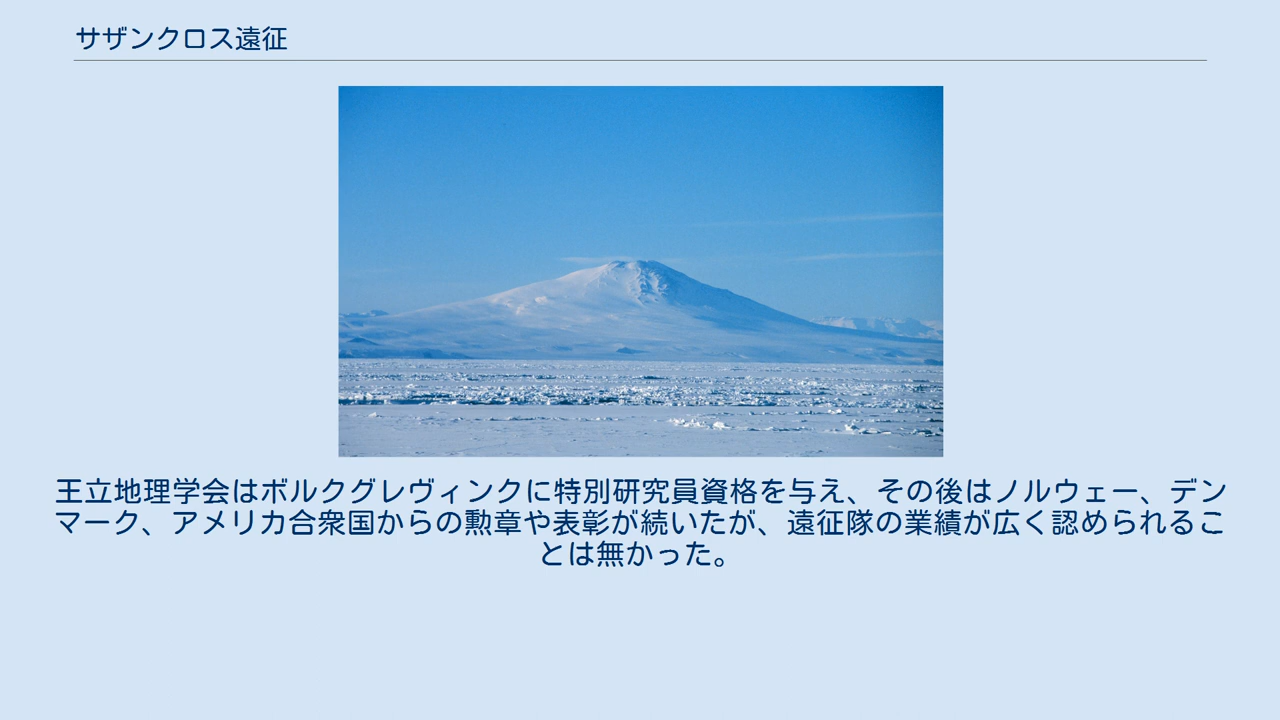 サザンクロス遠征
王立地理学会はボルクグレヴィンクに特別研究員資格を与え、その後はノルウェー、デン
マーク、アメリカ合衆国からの勲章や表彰が続いたが、遠征隊の業績が広く認められるこ
とは無かった。